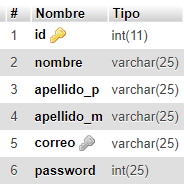 # Nombre Tipo
1 id int(11)
2 nombre varchar(25)
3 apellido_p varchar(25)
4 apellido_m varchar(25)
5 correo varchar(25)
6 password int(25)